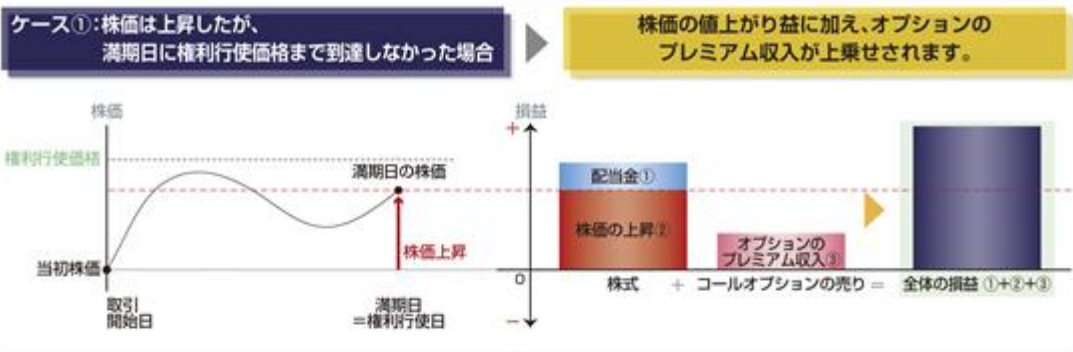 ケース①:株価は上昇したが、
満期日に権利行使価格まで到達しなかった場合
株価の値上がり益に加え、オプションの
プレミアム収入が上乗せされます。
株価
権利行使価格
満期日の株価
株価上昇
当初株価
取引
開始日
満期日
=権利行使日
損益
+
0
−
配当金①
株価の上昇②
オプションの
プレミアム収入③
株式 + コールオプションの売り = 全体の損益 ①+②+③